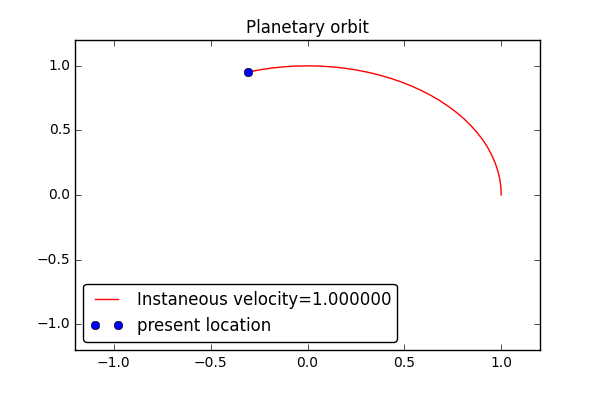 Planetary orbit
1.0
0.5
0.0
−0.5
−1.0
Instaneous velocity=1.000000
present location
−1.0 −0.5 0.0 0.5 1.0